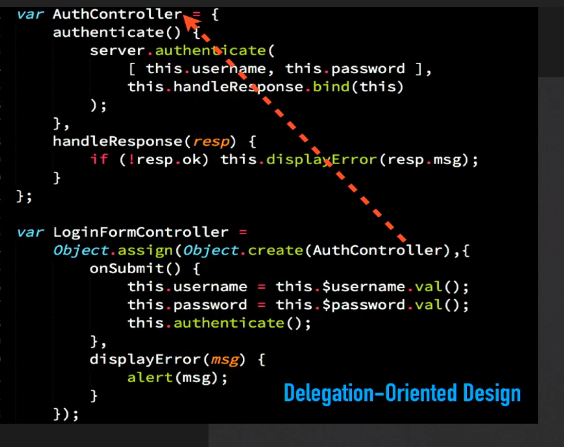 var AuthController = {
    authenticate() {
        server.authenticate(
            [ this.username, this.password ],
            this.handleResponse.bind(this)
        );
    },
    handleResponse(resp) {
        if (!resp.ok) this.displayError(resp.msg);
    }
};
var LoginFormController =
    Object.assign(Object.create(AuthController),{
        onSubmit() {
            this.username = this.$username.val();
            this.password = this.$password.val();
            this.authenticate();
        },
        displayError(msg) {
            alert(msg);
        }
    });
Delegation-Oriented Design